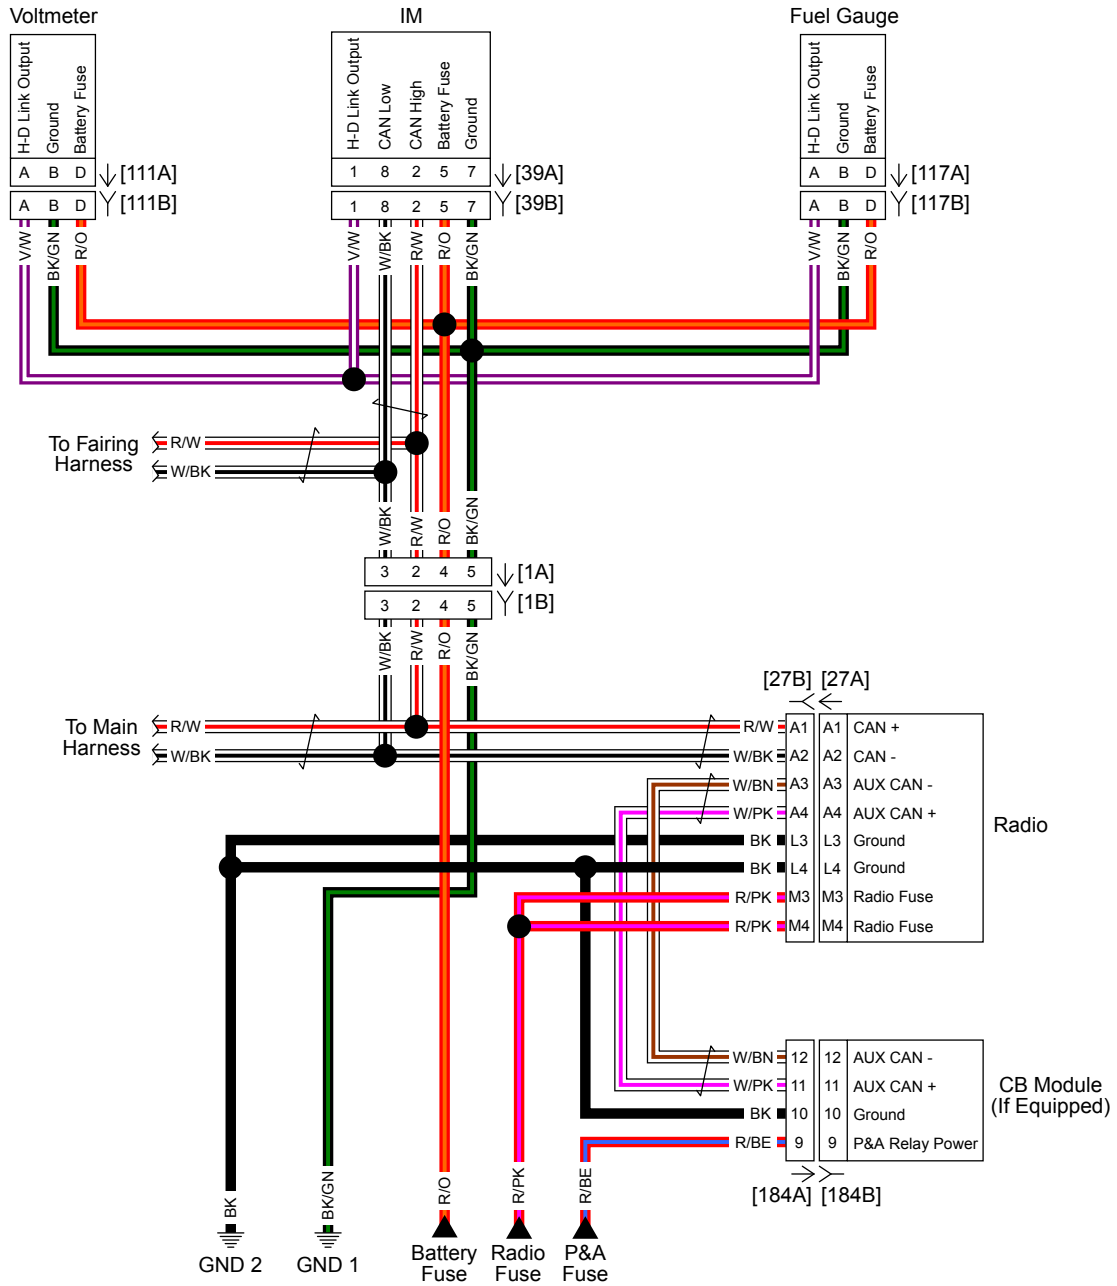 Voltmeter
IM
Fuel Gauge
H-D Link Output
Ground
Battery Fuse
H-D Link Output
CAN Low
CAN High
Battery Fuse
Ground
H-D Link Output
Ground
Battery Fuse
A B D [111A]
1 8 2 5 7 [39A]
A B D [117A]
A B D [111B]
1 8 2 5 7 [39B]
A B D [117B]
V/W
BK/GN
R/O
V/W
W/BK
R/W
R/O
BK/GN
V/W
BK/GN
R/O
To Fairing
Harness
R/W
W/BK
W/BK
R/W
R/O
BK/GN
3 2 4 5 [1A]
3 2 4 5 [1B]
W/BK
R/W
R/O
BK/GN
To Main
Harness
R/W
W/BK
[27B] [27A]
R/W A1 A1 CAN +
W/BK A2 A2 CAN -
W/BN A3 A3 AUX CAN -
W/PK A4 A4 AUX CAN +
BK L3 L3 Ground
BK L4 L4 Ground
R/PK M3 M3 Radio Fuse
R/PK M4 M4 Radio Fuse
Radio
W/BN 12 12 AUX CAN -
W/PK 11 11 AUX CAN +
BK 10 10 Ground
R/BE 9 9 P&A Relay Power
CB Module
(If Equipped)
[184A] [184B]
BK
BK/GN
R/O
R/PK
R/BE
GND 2
GND 1
Battery
Fuse
Radio
Fuse
P&A
Fuse